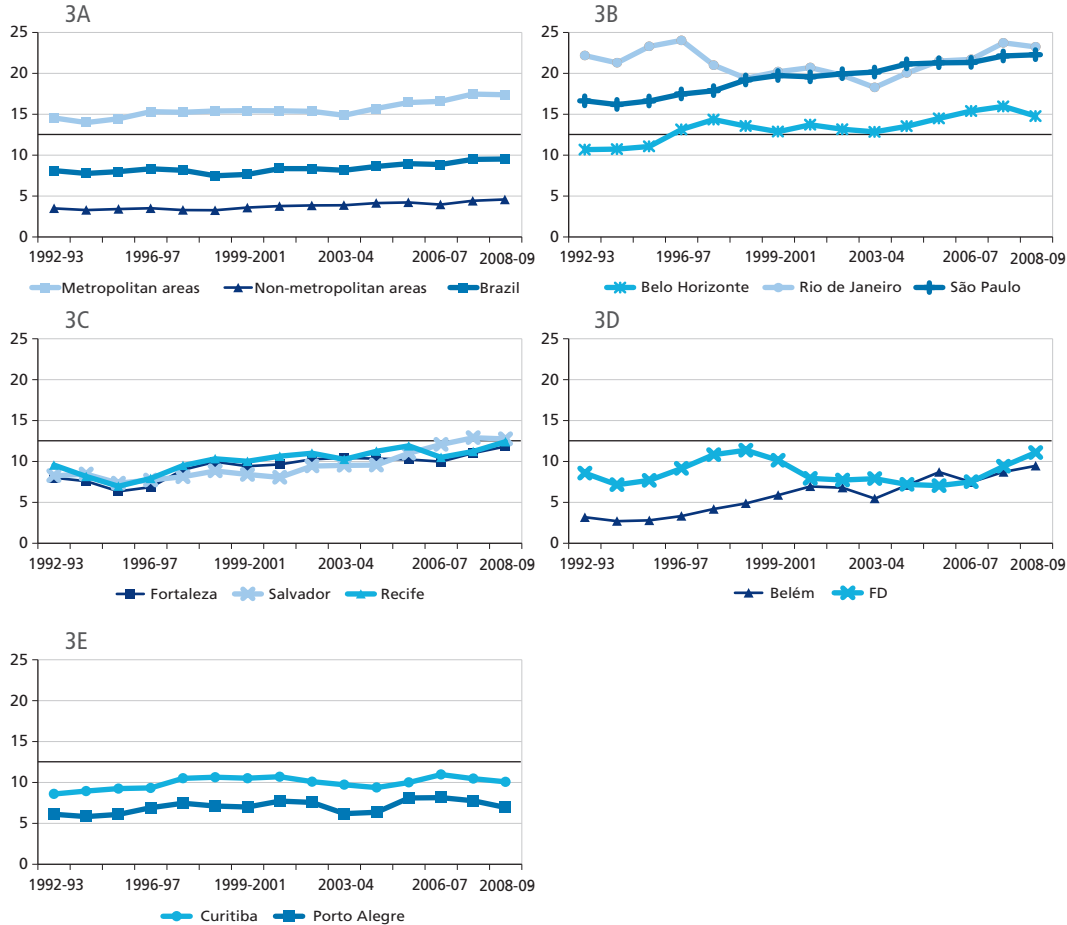 3A
25
20
15
10
5
0
1992-93 1996-97 1999-2001 2003-04 2006-07 2008-09
Metropolitan areas Non-metropolitan areas Brazil
3B
25
20
15
10
5
0
1992-93 1996-97 1999-2001 2003-04 2006-07 2008-09
Belo Horizonte Rio de Janeiro São Paulo
3C
25
20
15
10
5
0
1992-93 1996-97 1999-2001 2003-04 2006-07 2008-09
Fortaleza Salvador Recife
3D
25
20
15
10
5
0
1992-93 1996-97 1999-2001 2003-04 2006-07 2008-09
Belém FD
3E
25
20
15
10
5
0
1992-93 1996-97 1999-2001 2003-04 2006-07 2008-09
Curitiba Porto Alegre